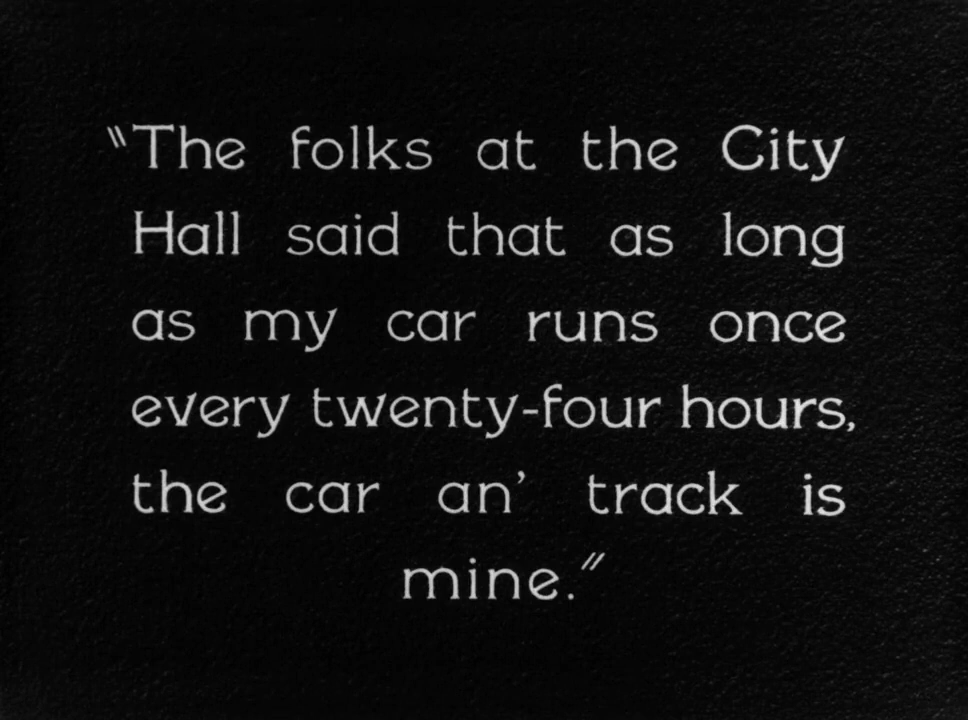 "The folks at the City
Hall said that as long
as my car runs once
every twenty-four hours,
the car an' track is
mine."